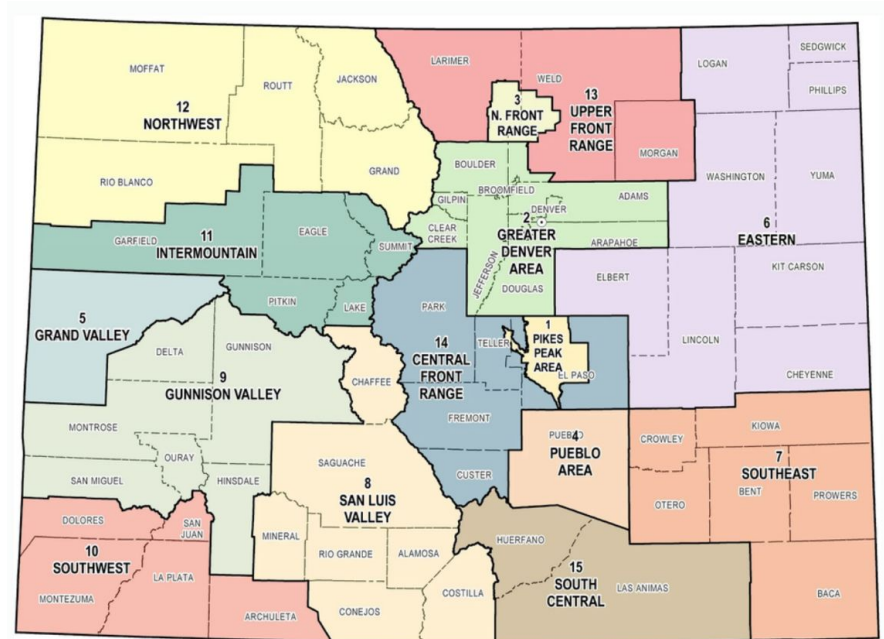 MOFFAT
ROUTT
JACKSON
LARIMER
WELD
LOGAN
SEDGWICK
PHILLIPS
12
NORTHWEST
3
N. FRONT
RANGE
13
UPPER
FRONT
RANGE
MORGAN
RIO BLANCO
GRAND
BOULDER
BROOMFIELD
GILPIN
ADAMS
WASHINGTON
YUMA
DENVER
CLEAR
CREEK
2
GREATER
DENVER
AREA
ARAPAHOE
JEFFERSON
DOUGLAS
6
EASTERN
GARFIELD
11
INTERMOUNTAIN
EAGLE
SUMMIT
PITKIN
LAKE
ELBERT
KIT CARSON
LINCOLN
CHEYENNE
5
GRAND VALLEY
DELTA
GUNNISON
9
GUNNISON VALLEY
PARK
TELLER
14
CENTRAL
FRONT
RANGE
1
PIKES
PEAK
AREA
EL PASO
CHAFFEE
FREMONT
CUSTER
MONTROSE
OURAY
SAN MIGUEL
HINSDALE
SAGUACHE
8
SAN LUIS
VALLEY
PUEBLO
4
PUEBLO
AREA
CROWLEY
KIOWA
7
SOUTHEAST
BENT
OTERO
PROWERS
DOLORES
SAN
JUAN
10
SOUTHWEST
LA PLATA
MONTEZUMA
ARCHULETA
MINERAL
RIO GRANDE
ALAMOSA
CONEJOS
COSTILLA
HUERFANO
15
SOUTH
CENTRAL
LAS ANIMAS
BACA